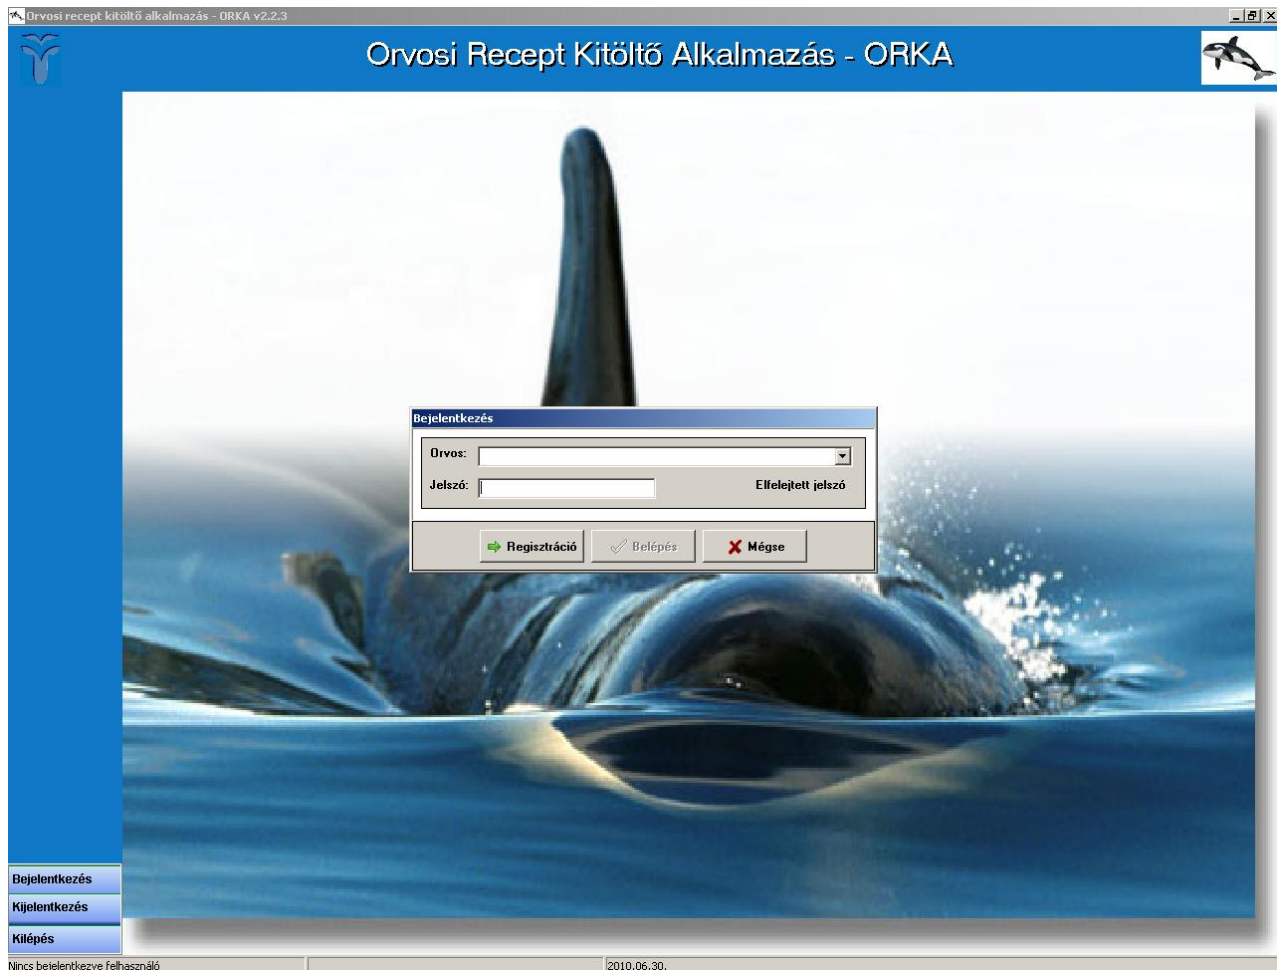 Orvosi recept kitöltő alkalmazás - ORKA v2.2.3
Orvosi Recept Kitöltő Alkalmazás - ORKA
Bejelentkezés
Orvos:
Jelszó:
Elfelejtett jelszó
Regisztráció
Belépés
Mégse
Bejelentkezés
Kijelentkezés
Kilépés
Nincs bejelentkezve felhasználó
2010.06.30.